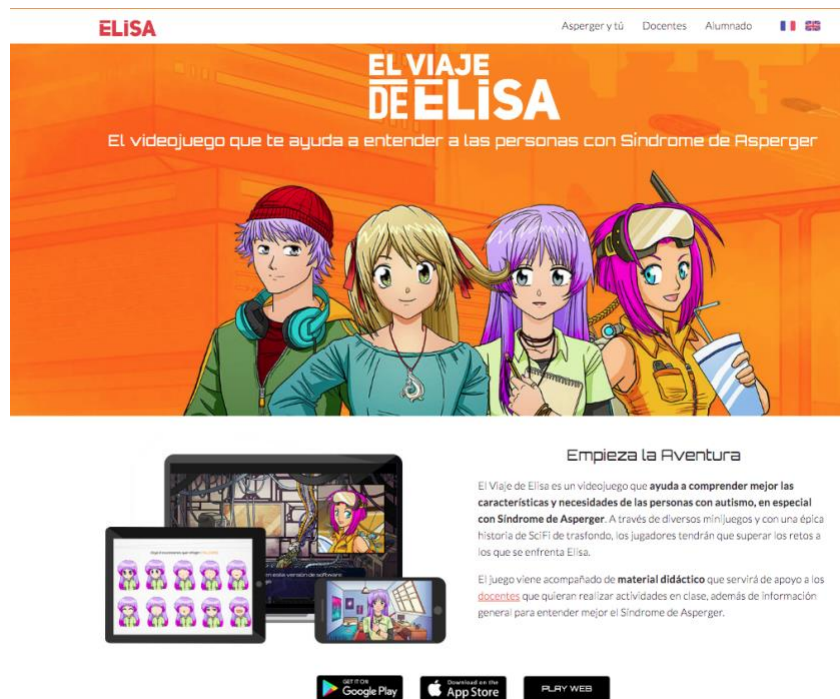 ELiSA
Asperger y tú Docentes Alumnado
EL VIAJE
DE ELiSA
El videojuego que te ayuda a entender a las personas con Síndrome de Asperger
Empieza la Aventura
El Viaje de Elisa es un videojuego que ayuda a comprender mejor las
características y necesidades de las personas con autismo, en especial
con Síndrome de Asperger. A través de diversos minijuegos y con una épica
historia de SciFi de trasfondo, los jugadores tendrán que superar los retos a
los que se enfrenta Elisa.
El juego viene acompañado de material didáctico que servirá de apoyo a los
docentes que quieran realizar actividades en clase, además de información
general para entender mejor el Síndrome de Asperger.
en esta versión de software
GET IT ON
Google Play
Download on the
App Store
PLAY WEB